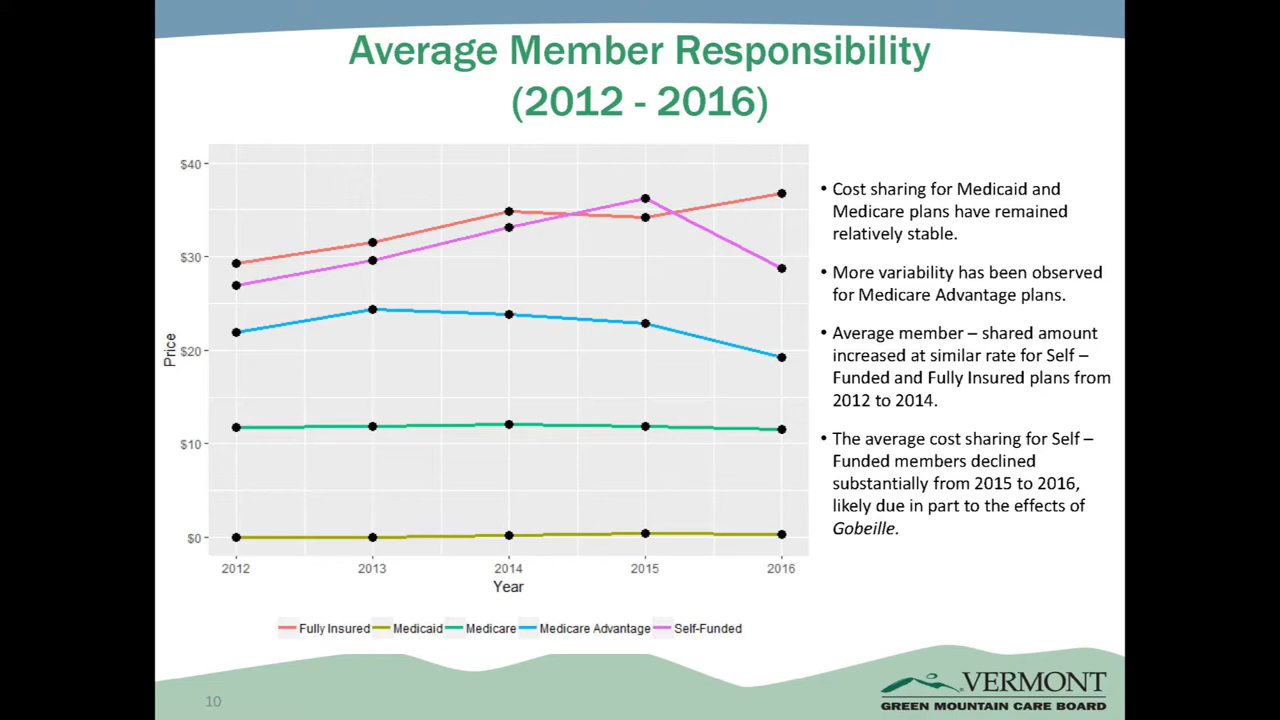 Average Member Responsibility
(2012 - 2016)
$40
$30
$20
$10
$0
Price
2012 2013 2014 2015 2016
Year
Fully Insured Medicaid Medicare Medicare Advantage Self-Funded
• Cost sharing for Medicaid and
Medicare plans have remained
relatively stable.
• More variability has been observed
for Medicare Advantage plans.
• Average member – shared amount
increased at similar rate for Self –
Funded and Fully Insured plans from
2012 to 2014.
• The average cost sharing for Self –
Funded members declined
substantially from 2015 to 2016,
likely due in part to the effects of
Gobeille.
10
VERMONT
GREEN MOUNTAIN CARE BOARD